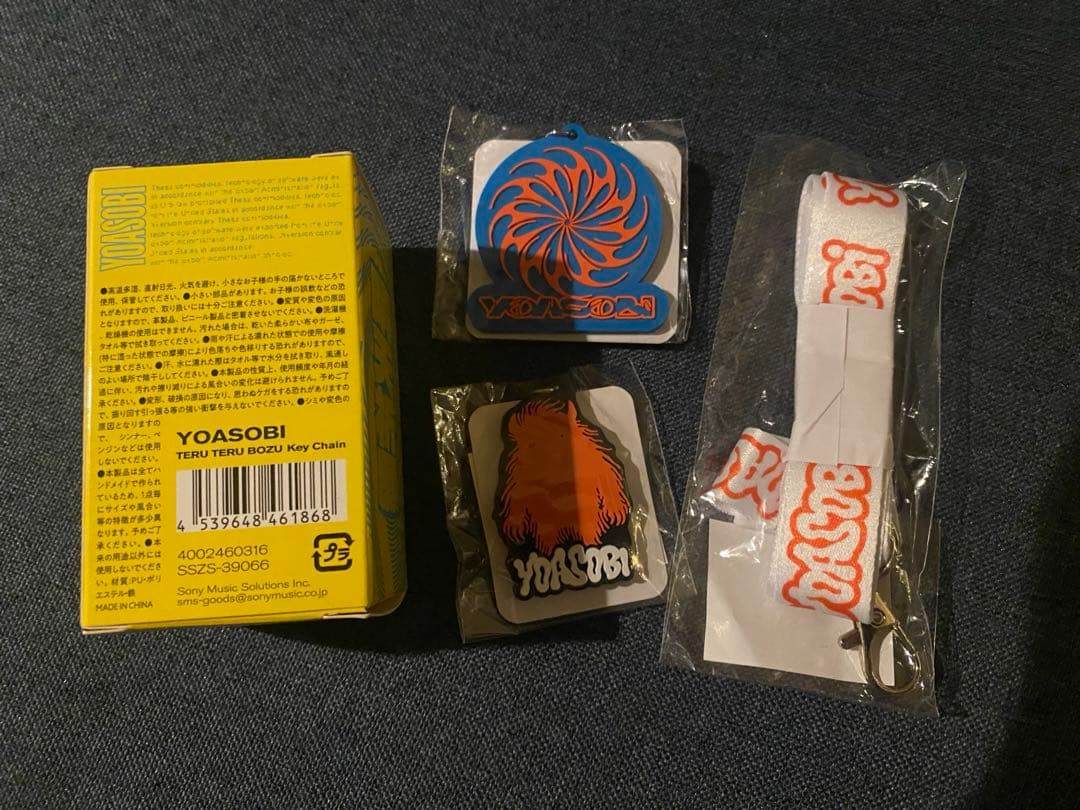 YOASOBI
These commodities, technology or software were ex
in accordance with the Export Administration Regula
●高温多湿、直射日光、火気を避け、小さなお子様の手の届かないところで
使用、保管してください。●小さい部品があります。お子様の誤飲などの恐
れがありますので、取り扱いには十分ご注意ください。●変質や変色の原因
となりますので、革製品、ビニール製品と密着させないでください。●洗濯機
、乾燥機の使用はできません。汚れた場合は、乾いた柔らかい布やガーゼ、
タオル等で拭き取ってください。●雨や汗による濡れた状態での使用や摩擦
(特に湿った状態での摩擦)により色落ちや色移りする恐れがありますので、
ご注意ください。●汗、水に濡れた際はタオル等で水分を拭き取り、風通し
のよい場所で陰干ししてください。●本製品の性質上、使用頻度や年月の経
過に伴い、汚れや擦り減りによる風合いの変化は避けられません。予めご了
承ください。●変形、破損の原因になり、思わぬケガをする恐れがありますの
で、振り回す引っ張る等の強い衝撃を与えないでください。●シミや変色の
原因となりますの
で、シンナー、ベ
ンジンなどは使用
しないでください。
●本製品は全てハ
ンドメイドで作られ
ているため、1点毎
にサイズや風合い
等の特徴が多少異
なります。予めご了
承ください。●本
来の用途以外には
使用しないでくださ
い。材質:PU・ポリ
エステル・鉄
MADE IN CHINA
YOASOBI
TERU TERU BOZU Key Chain
4 539648 461868
4002460316
SSZS-39066
プラ
Sony Music Solutions Inc.
sms-goods@sonymusic.co.jp
YOASOBI
YOASOBI